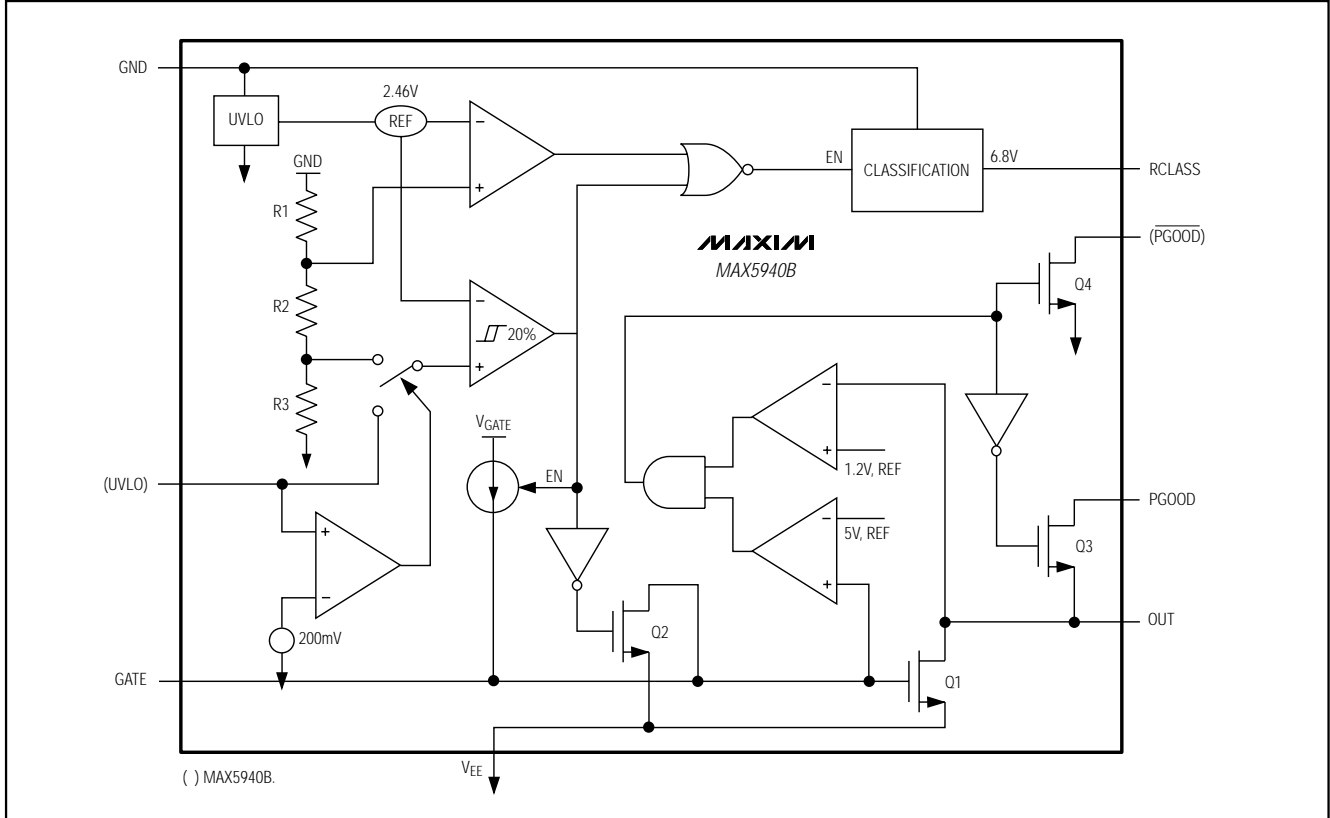 GND
2.46V
UVLO
REF
−
+
GND
R1
R2
R3
EN
CLASSIFICATION
6.8V
RCLASS
(PGOOD)
MAXIM
MAX5940B
Q4
−
20%
+
VGATE
EN
−
+
1.2V, REF
−
5V, REF
+
(UVLO)
+
−
200mV
PGOOD
Q3
OUT
Q2
GATE
Q1
VEE
( ) MAX5940B.